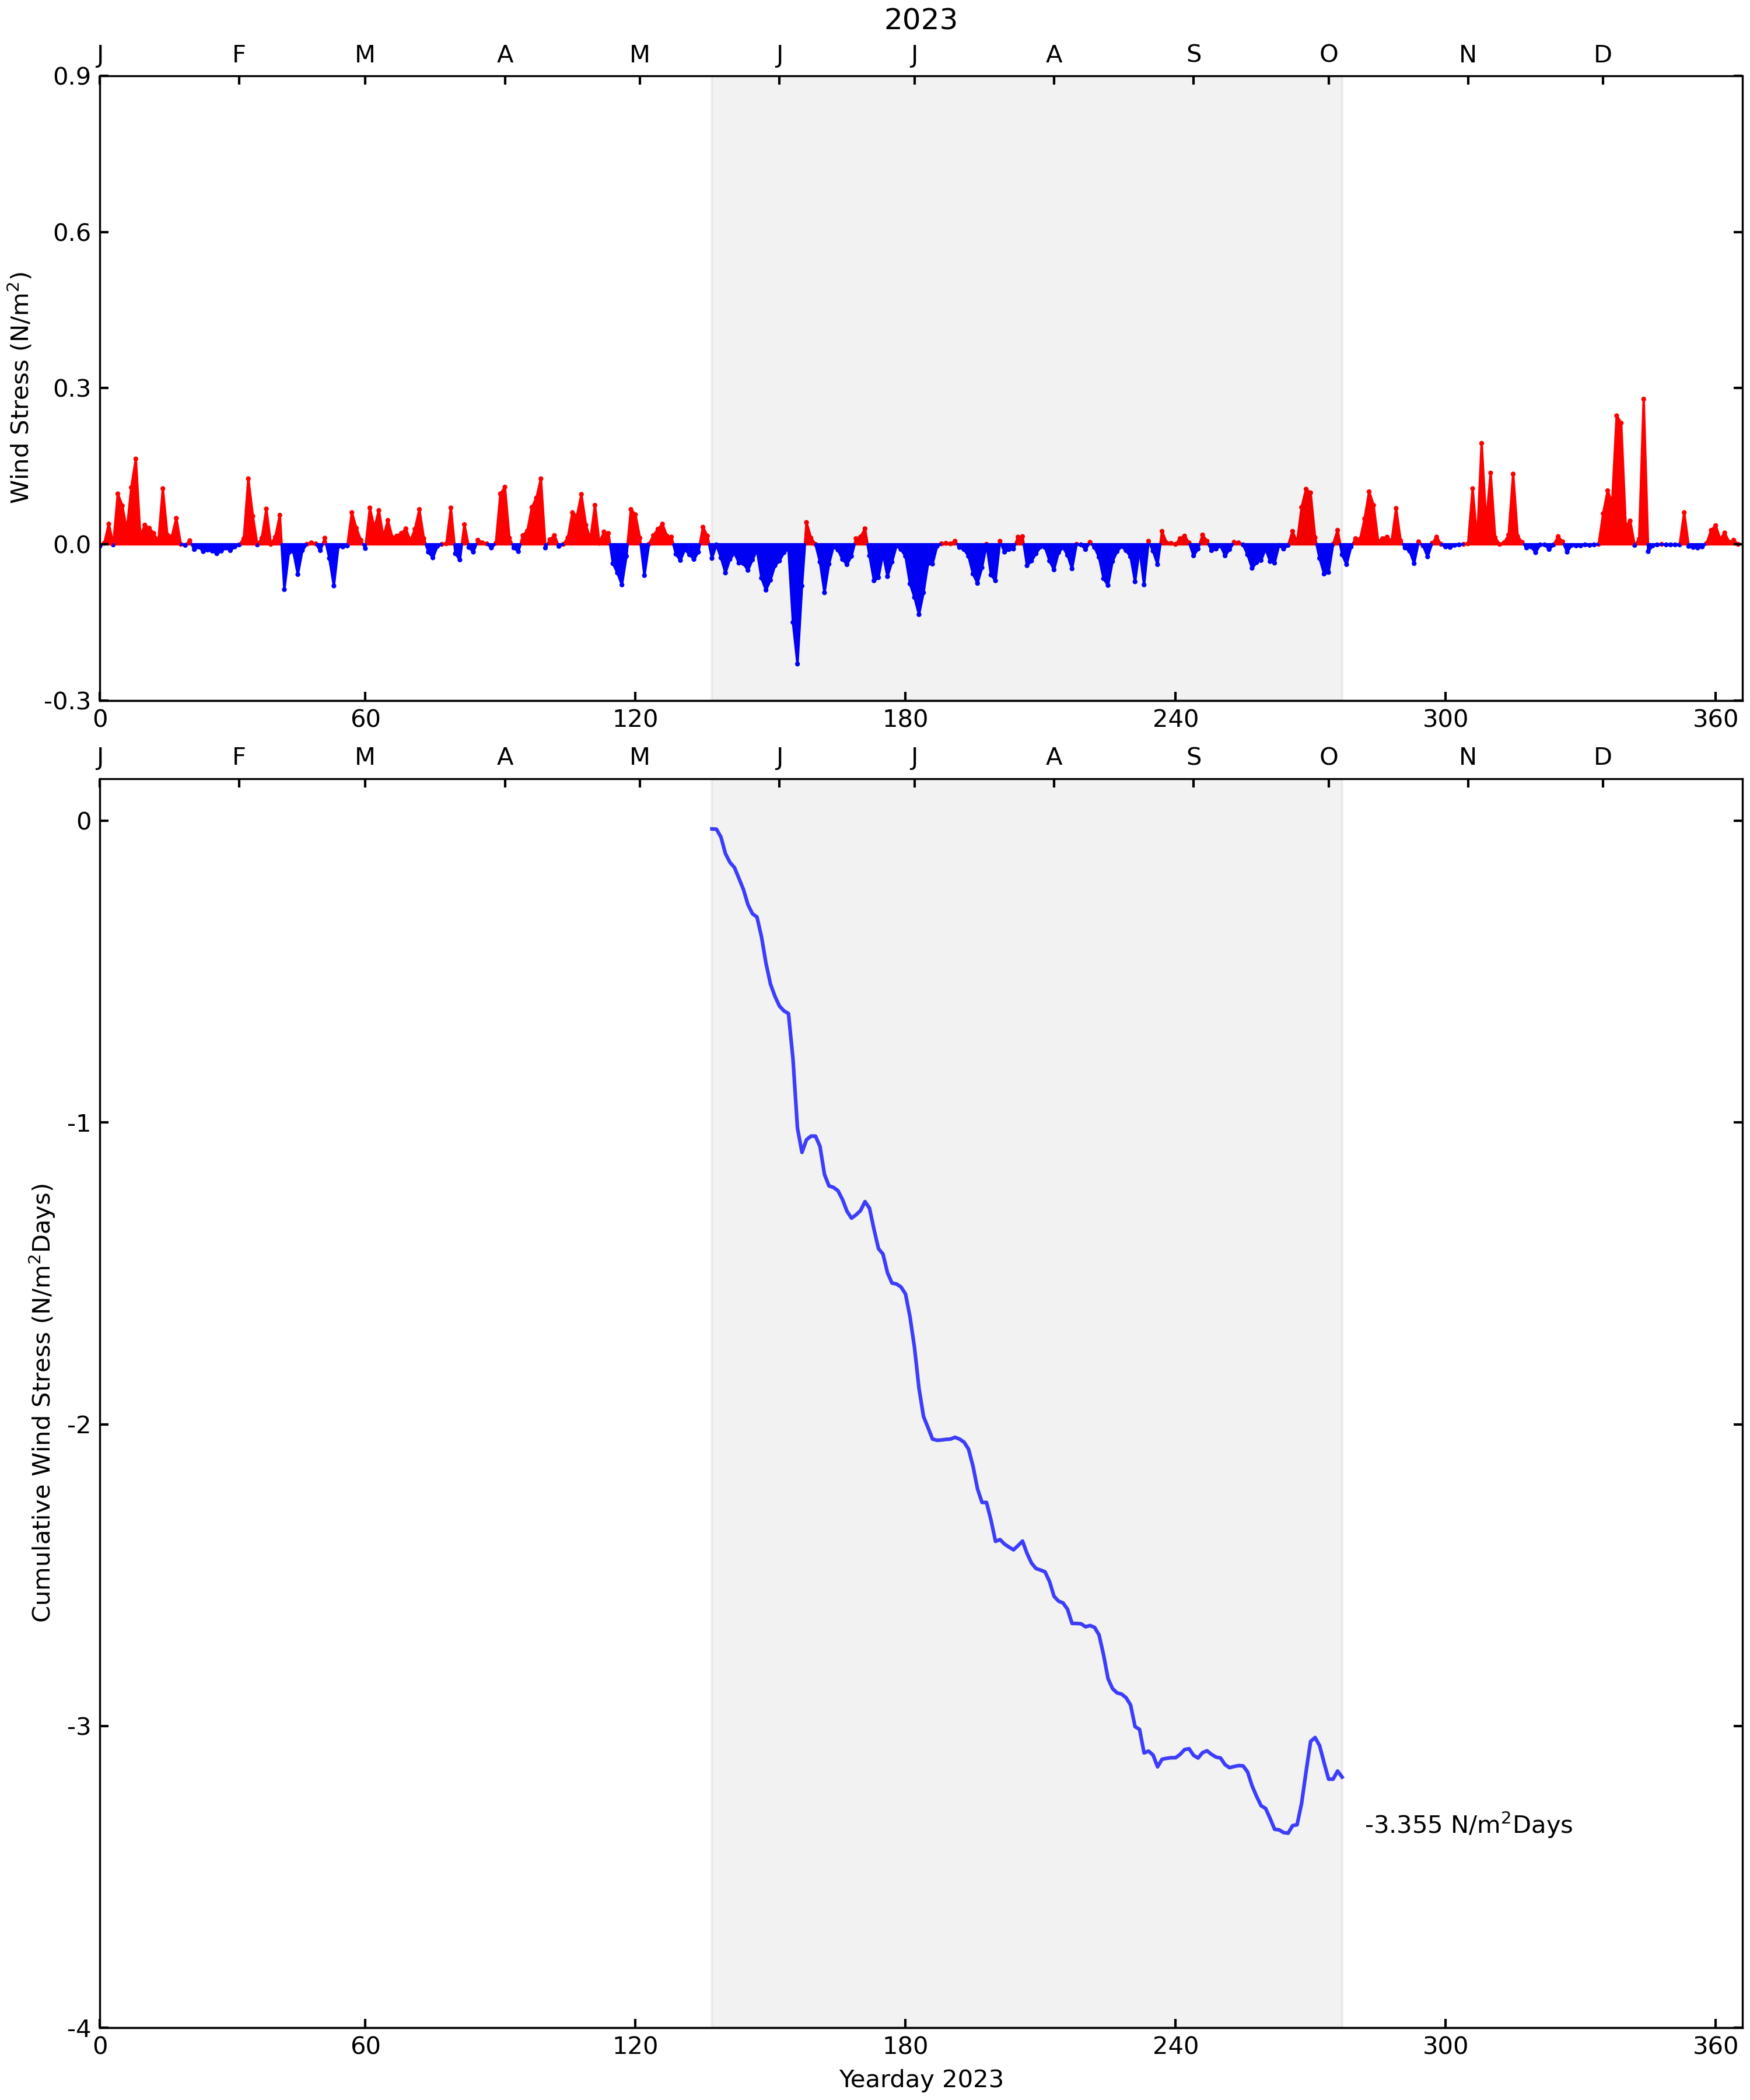 2023
J F M A M J J A S O N D
0.9
0.6
0.3
0.0
-0.3
Wind Stress (N/m²)
0 60 120 180 240 300 360
J F M A M J J A S O N D
0
-1
-2
-3
-4
Cumulative Wind Stress (N/m²Days)
-3.355 N/m²Days
0 60 120 180 240 300 360
Yearday 2023